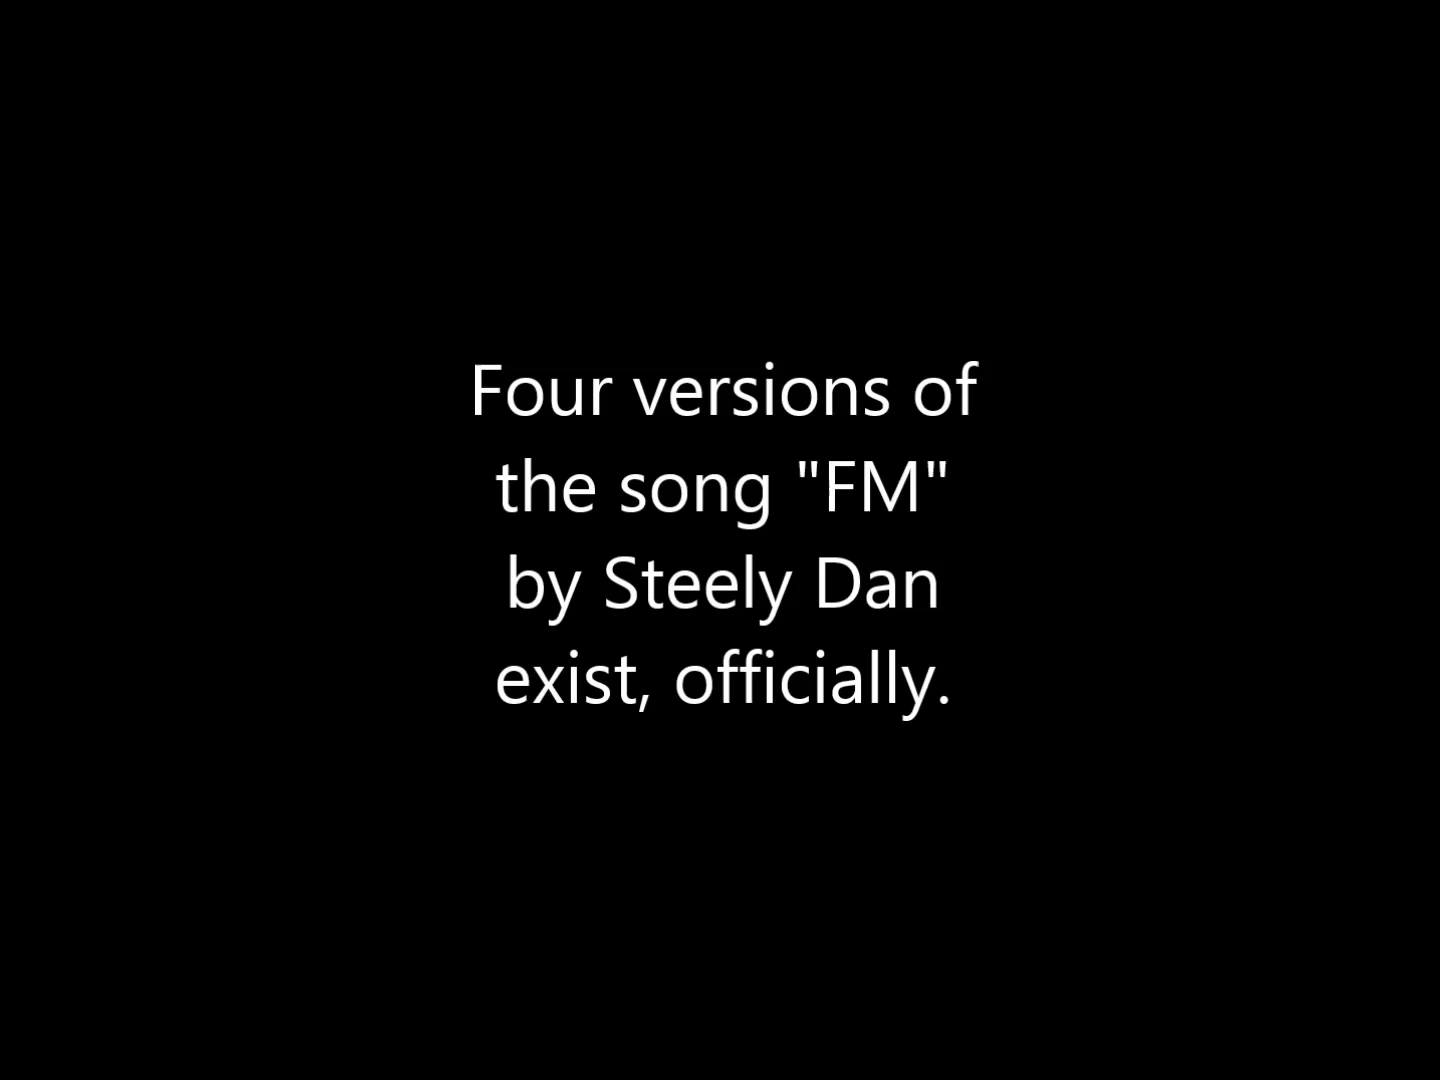 Four versions of
the song "FM"
by Steely Dan
exist, officially.